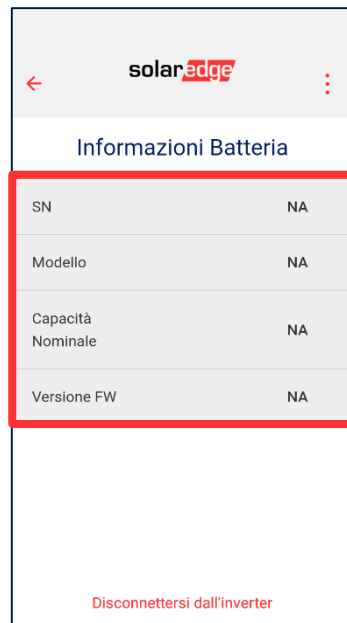 solaredge
Informazioni Batteria
SN NA
Modello NA
Capacità
Nominale NA
Versione FW NA
Disconnettersi dall'inverter